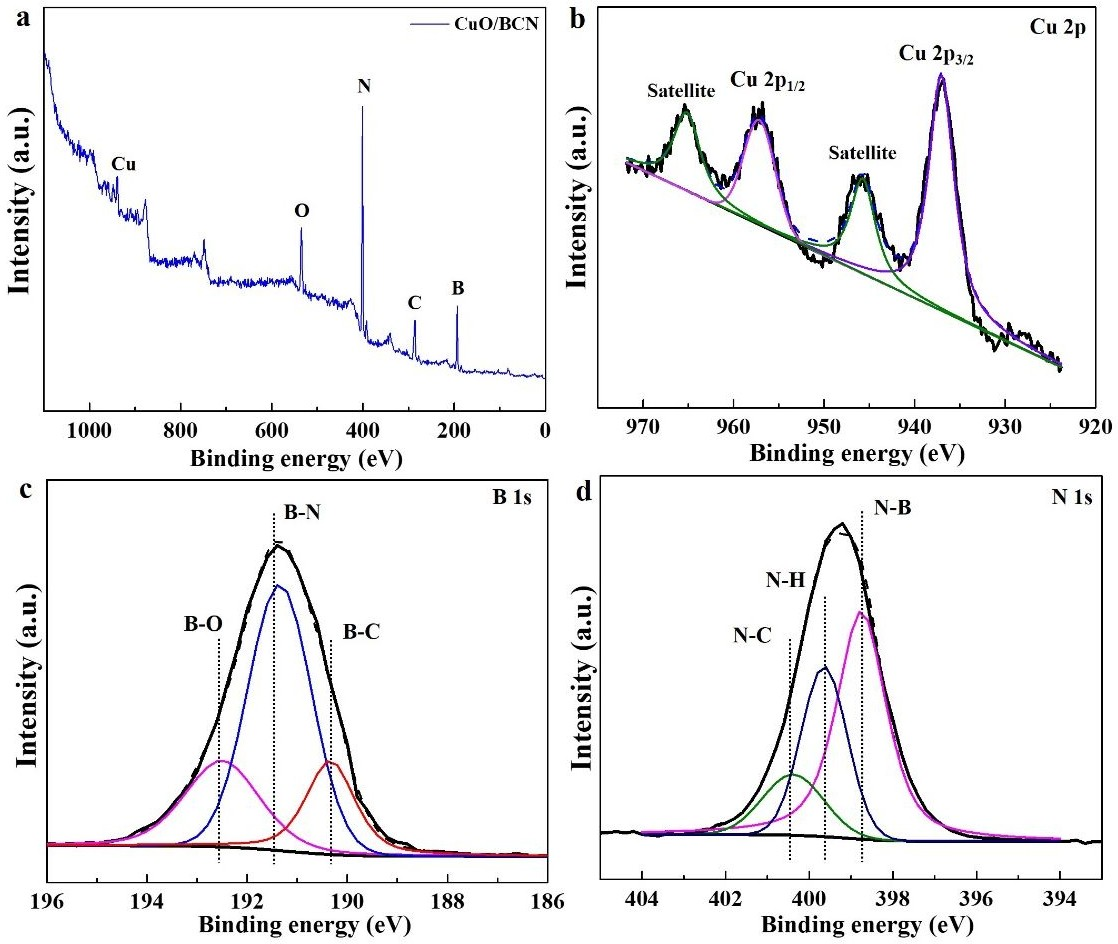 a
CuO/BCN
Cu
N
O
C
B
Intensity (a.u.)
1000 800 600 400 200 0
Binding energy (eV)
b
Cu 2p
Satellite
Cu 2p1/2
Satellite
Cu 2p3/2
Intensity (a.u.)
970 960 950 940 930 920
Binding energy (eV)
c
B 1s
B-N
B-O
B-C
Intensity (a.u.)
196 194 192 190 188 186
Binding energy (eV)
d
N 1s
N-B
N-H
N-C
Intensity (a.u.)
404 402 400 398 396 394
Binding energy (eV)